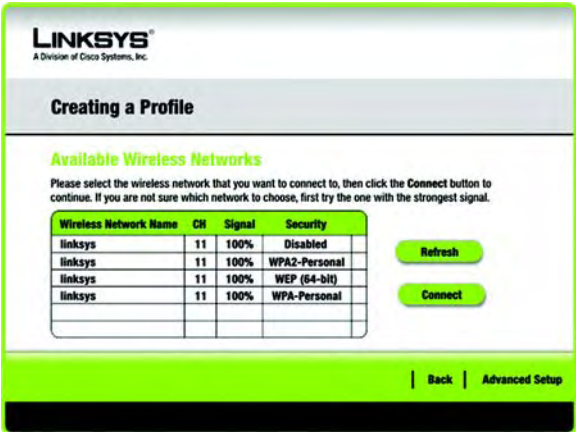 LINKSYS®
A Division of Cisco Systems, Inc.
Creating a Profile
Available Wireless Networks
Please select the wireless network that you want to connect to, then click the Connect button to
continue. If you are not sure which network to choose, first try the one with the strongest signal.
Wireless Network Name CH Signal Security
linksys 11 100% Disabled
linksys 11 100% WPA2-Personal
linksys 11 100% WEP (64-bit)
linksys 11 100% WPA-Personal
Refresh
Connect
Back Advanced Setup